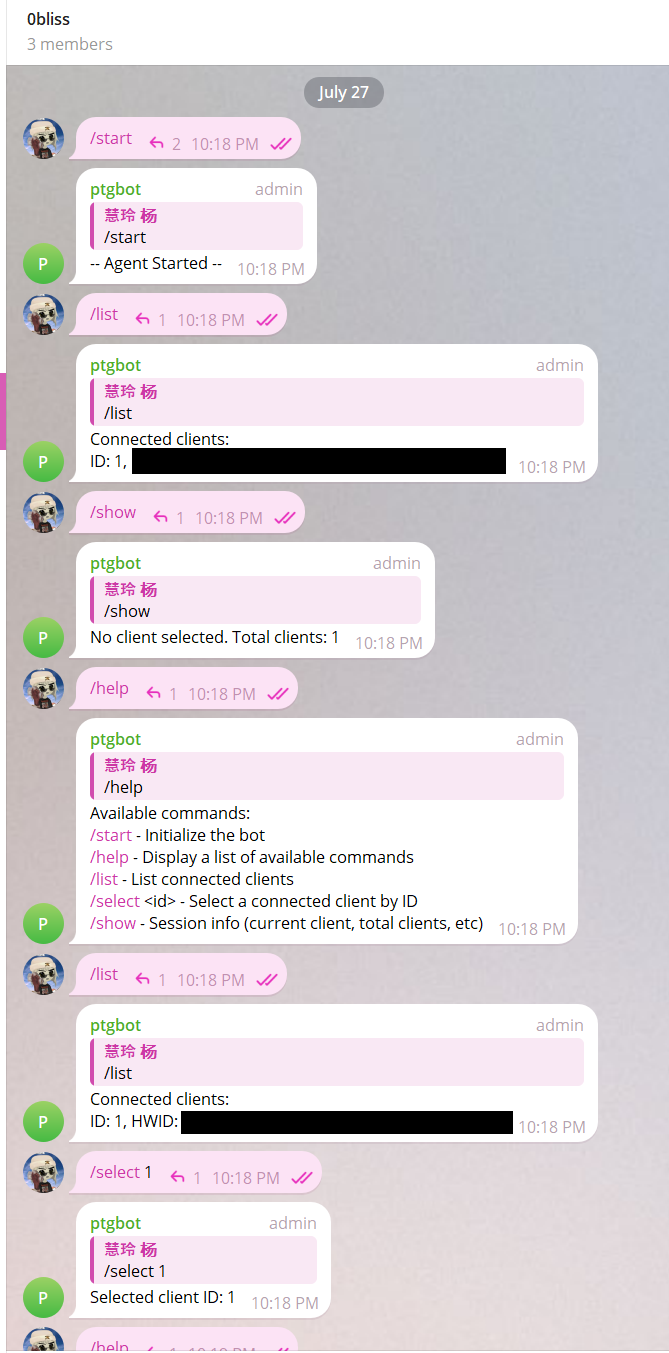 0bliss
3 members
July 27
/start 2 10:18 PM
ptgbot admin
慧玲 杨
/start
P
-- Agent Started -- 10:18 PM
/list 1 10:18 PM
ptgbot admin
慧玲 杨
/list
Connected clients:
P
ID: 1, 10:18 PM
/show 1 10:18 PM
ptgbot admin
慧玲 杨
/show
P
No client selected. Total clients: 1 10:18 PM
/help 1 10:18 PM
ptgbot admin
慧玲 杨
/help
Available commands:
/start - Initialize the bot
/help - Display a list of available commands
/list - List connected clients
/select <id> - Select a connected client by ID
P
/show - Session info (current client, total clients, etc) 10:18 PM
/list 1 10:18 PM
ptgbot admin
慧玲 杨
/list
Connected clients:
P
ID: 1, HWID: 10:18 PM
/select 1 1 10:18 PM
ptgbot admin
慧玲 杨
/select 1
P
Selected client ID: 1 10:18 PM
/help 1 10:18 PM